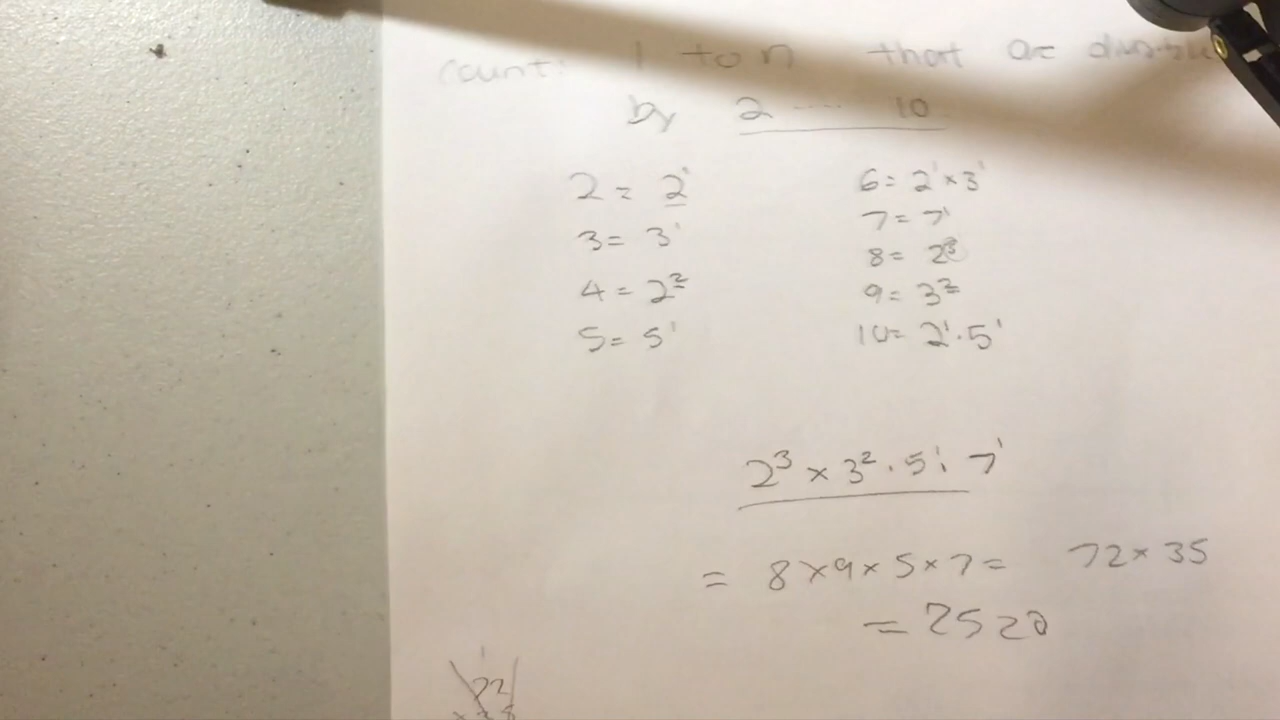 count: 1 to n that are
by 2 ---- 10
2 = 2¹
3 = 3¹
4 = 2²
5 = 5¹
6 = 2¹ × 3¹
7 = 7¹
8 = 2³
9 = 3²
10 = 2¹ · 5¹
2³ × 3² · 5¹ · 7¹
= 8 × 9 × 5 × 7 = 72 × 35
= 2520